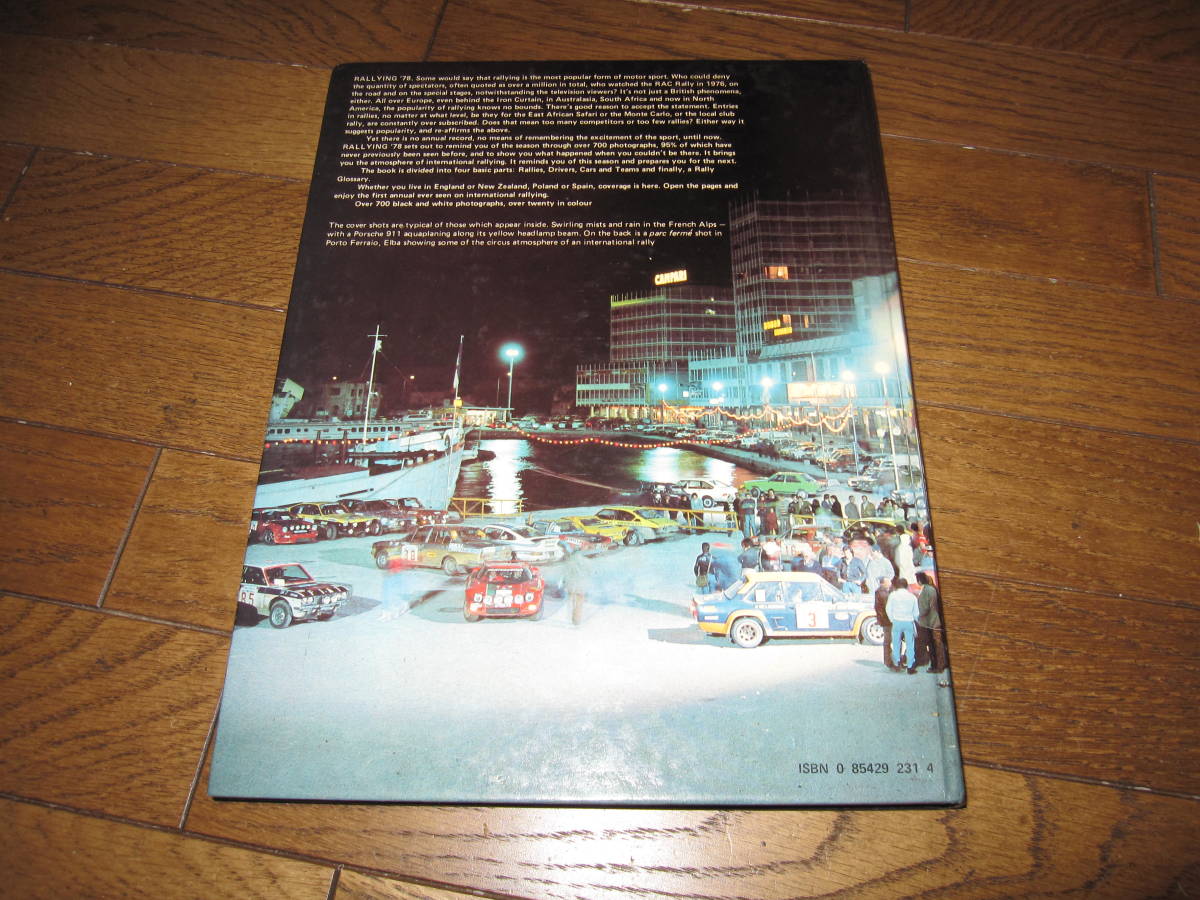 RALLYING '78. Some would say that rallying is the most popular form of motor sport. Who could deny
the quantity of spectators, often quoted as over a million in total, who watched the RAC Rally in 1976, on
the road and on the special stages, notwithstanding the television viewers? It's not just a British phenomena,
either. All over Europe, even behind the Iron Curtain, in Australasia, South Africa and now in North
America, the popularity of rallying knows no bounds. There's good reason to accept the statement. Entries
in rallies, no matter at what level, be they for the East African Safari or the Monte Carlo, or the local club
rally, are constantly over subscribed. Does that mean too many competitors or too few rallies? Either way it
suggests popularity, and re-affirms the above.
Yet there is no annual record, no means of remembering the excitement of the sport, until now.
RALLYING '78 sets out to remind you of the season through over 700 photographs, 95% of which have
never previously been seen before, and to show you what happened when you couldn't be there. It brings
you the atmosphere of international rallying. It reminds you of this season and prepares you for the next.
The book is divided into four basic parts: Rallies, Drivers, Cars and Teams and finally, a Rally
Glossary.
Whether you live in England or New Zealand, Poland or Spain, coverage is here. Open the pages and
enjoy the first annual ever seen on international rallying.
Over 700 black and white photographs, over twenty in colour
The cover shots are typical of those which appear inside. Swirling mists and rain in the French Alps —
with a Porsche 911 aquaplaning along its yellow headlamp beam. On the back is a parc fermé shot in
Porto Ferraio, Elba showing some of the circus atmosphere of an international rally
CAMPARI
18
85
3
ISBN 0 85429 231 4